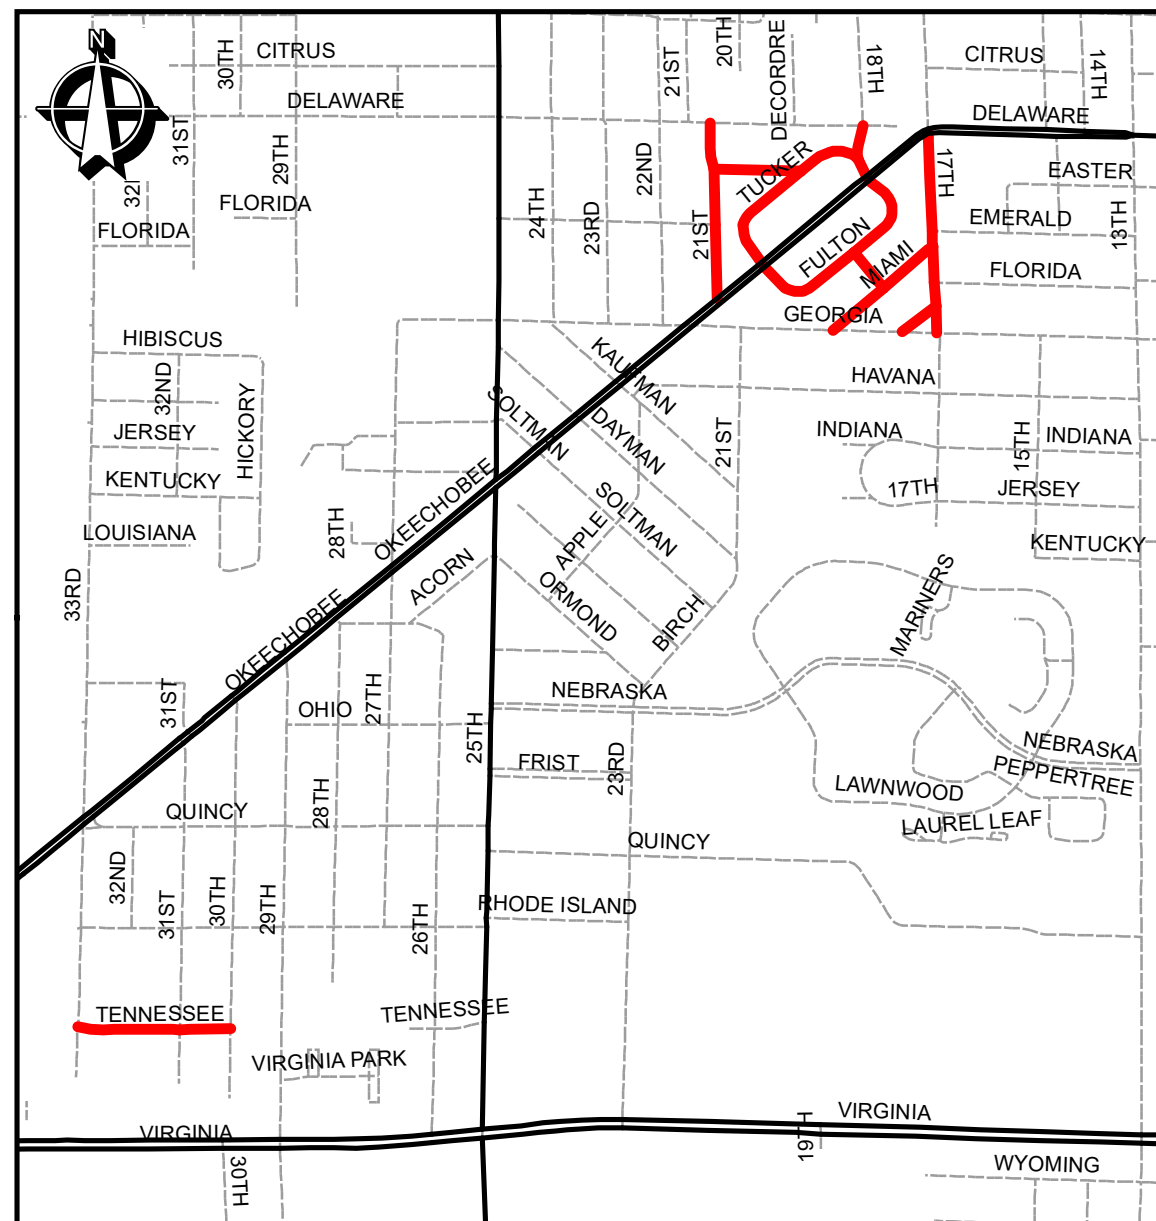 N
30TH
CITRUS
21ST
20TH
DECORDRE
18TH
CITRUS
14TH
DELAWARE
DELAWARE
31ST
29TH
22ND
TUCKER
17TH
EASTER
32
FLORIDA
FLORIDA
24TH
23RD
21ST
FULTON
MIAMI
EMERALD
13TH
FLORIDA
GEORGIA
HIBISCUS
32ND
HICKORY
KAUFMAN
HAVANA
JERSEY
SOLTMAN
DAYMAN
21ST
INDIANA
15TH
INDIANA
KENTUCKY
17TH
JERSEY
LOUISIANA
28TH
OKEECHOBEE
APPLE
SOLTMAN
KENTUCKY
33RD
ACORN
ORMOND
BIRCH
MARINERS
OKEECHOBEE
31ST
OHIO
27TH
NEBRASKA
25TH
FRIST
23RD
NEBRASKA
PEPPERTREE
LAWNWOOD
LAUREL LEAF
QUINCY
28TH
QUINCY
32ND
31ST
30TH
29TH
26TH
RHODE ISLAND
TENNESSEE
TENNESSEE
VIRGINIA PARK
VIRGINIA
VIRGINIA
19TH
30TH
WYOMING